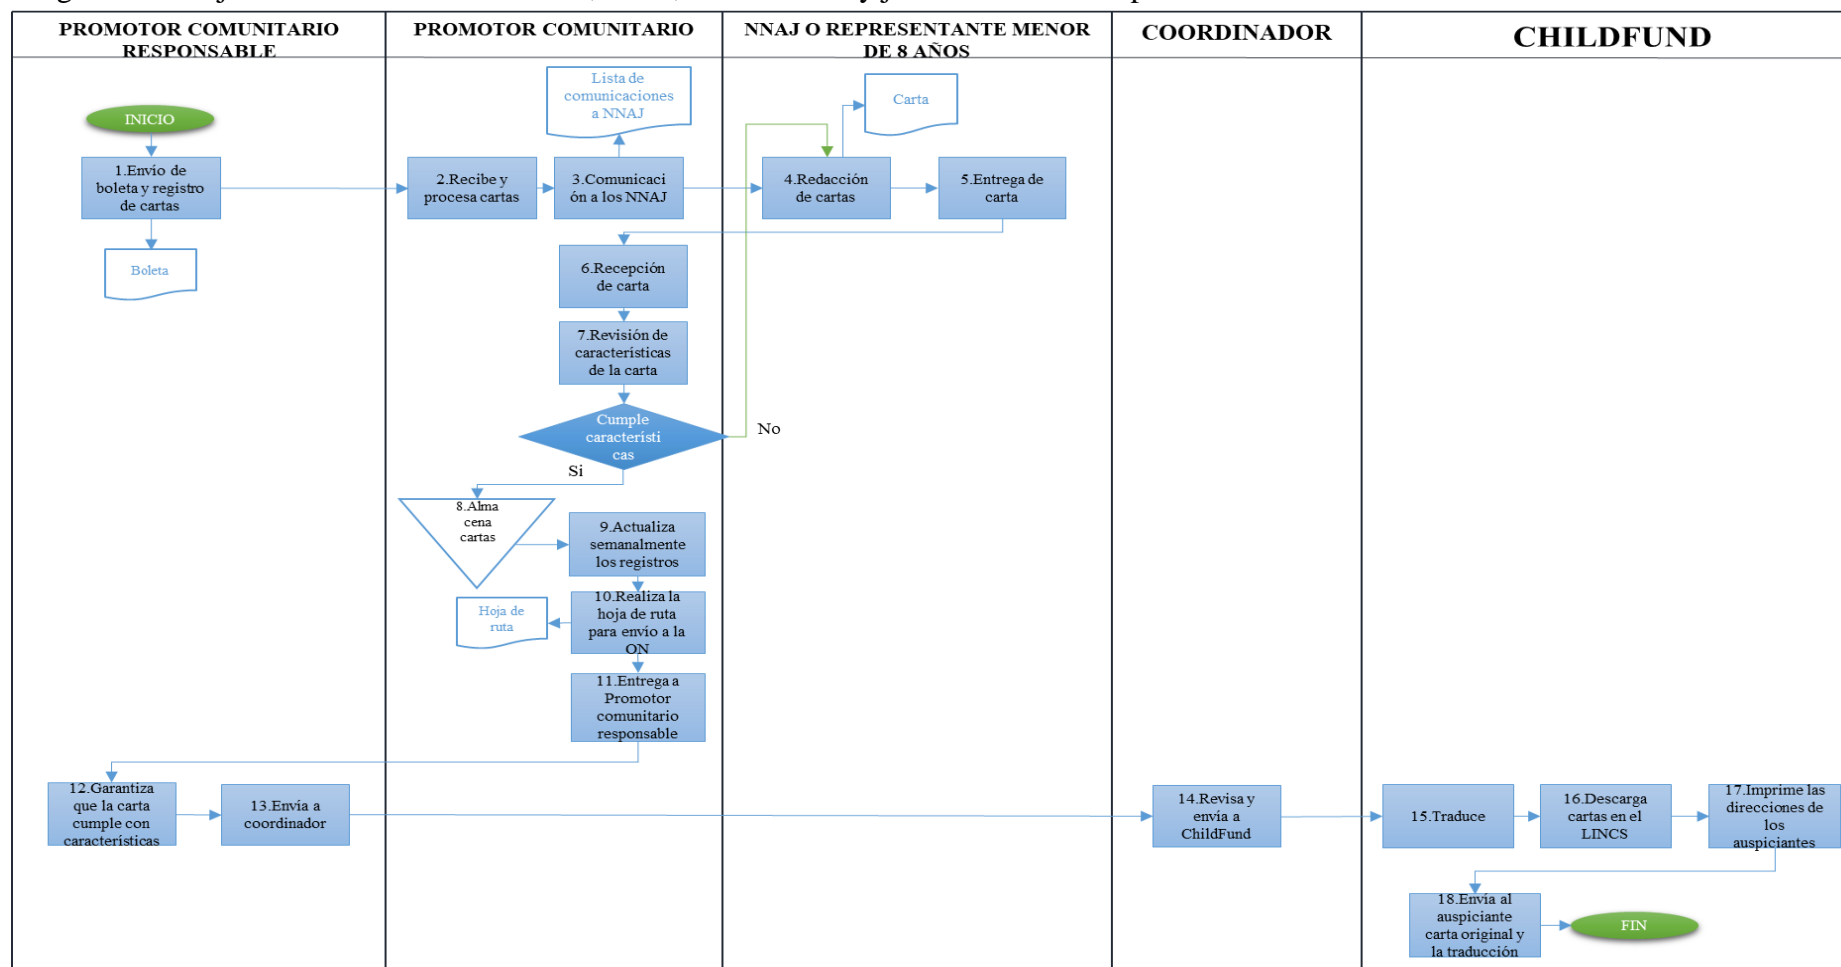 PROMOTOR COMUNITARIO
RESPONSABLE
PROMOTOR COMUNITARIO
NNAJ O REPRESENTANTE MENOR
DE 8 AÑOS
COORDINADOR
CHILDFUND
INICIO
1.Envío de
boleta y registro
de cartas
Boleta
2.Recibe y
procesa cartas
Lista de
comunicaciones
a NNAJ
3.Comunicaci
ón a los NNAJ
4.Redacción
de cartas
Carta
5.Entrega de
carta
6.Recepción
de carta
7.Revisión de
características
de la carta
Cumple
característi
cas
No
Si
8.Alma
cena
cartas
9.Actualiza
semanalmente
los registros
10.Realiza la
hoja de ruta
para envío a la
ON
Hoja de
ruta
11.Entrega a
Promotor
comunitario
responsable
12.Garantiza
que la carta
cumple con
características
13.Envía a
coordinador
14.Revisa y
envía a
ChildFund
15.Traduce
16.Descarga
cartas en el
LINCS
17.Imprime las
direcciones de
los
auspiciantes
18.Envía al
auspiciante
carta original y
la traducción
FIN